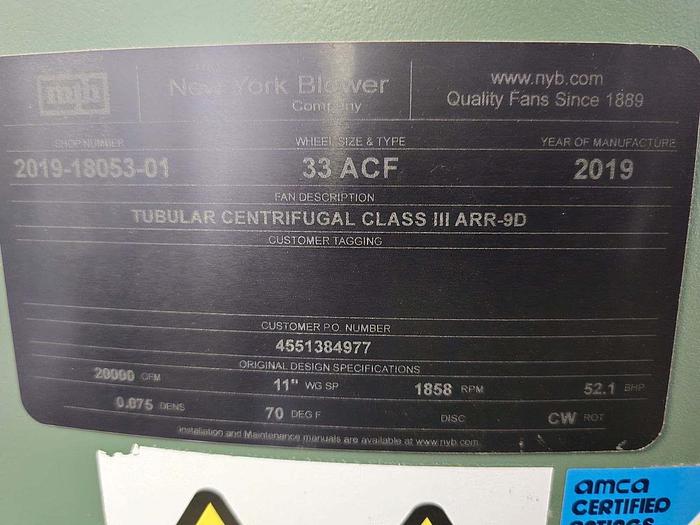 nyb
New York Blower
Company
www.nyb.com
Quality Fans Since 1889
SHOP NUMBER
2019-18053-01
WHEEL SIZE & TYPE
33 ACF
YEAR OF MANUFACTURE
2019
FAN DESCRIPTION
TUBULAR CENTRIFUGAL CLASS III ARR-9D
CUSTOMER TAGGING
CUSTOMER P.O. NUMBER
4551384977
ORIGINAL DESIGN SPECIFICATIONS
20000 CFM 11" WG SP 1858 RPM 52.1 BHP
0.075 DENS 70 DEG F DISC CW ROT
Installation and Maintenance manuals are available at www.nyb.com
amca
CERTIFIED
RATINGS